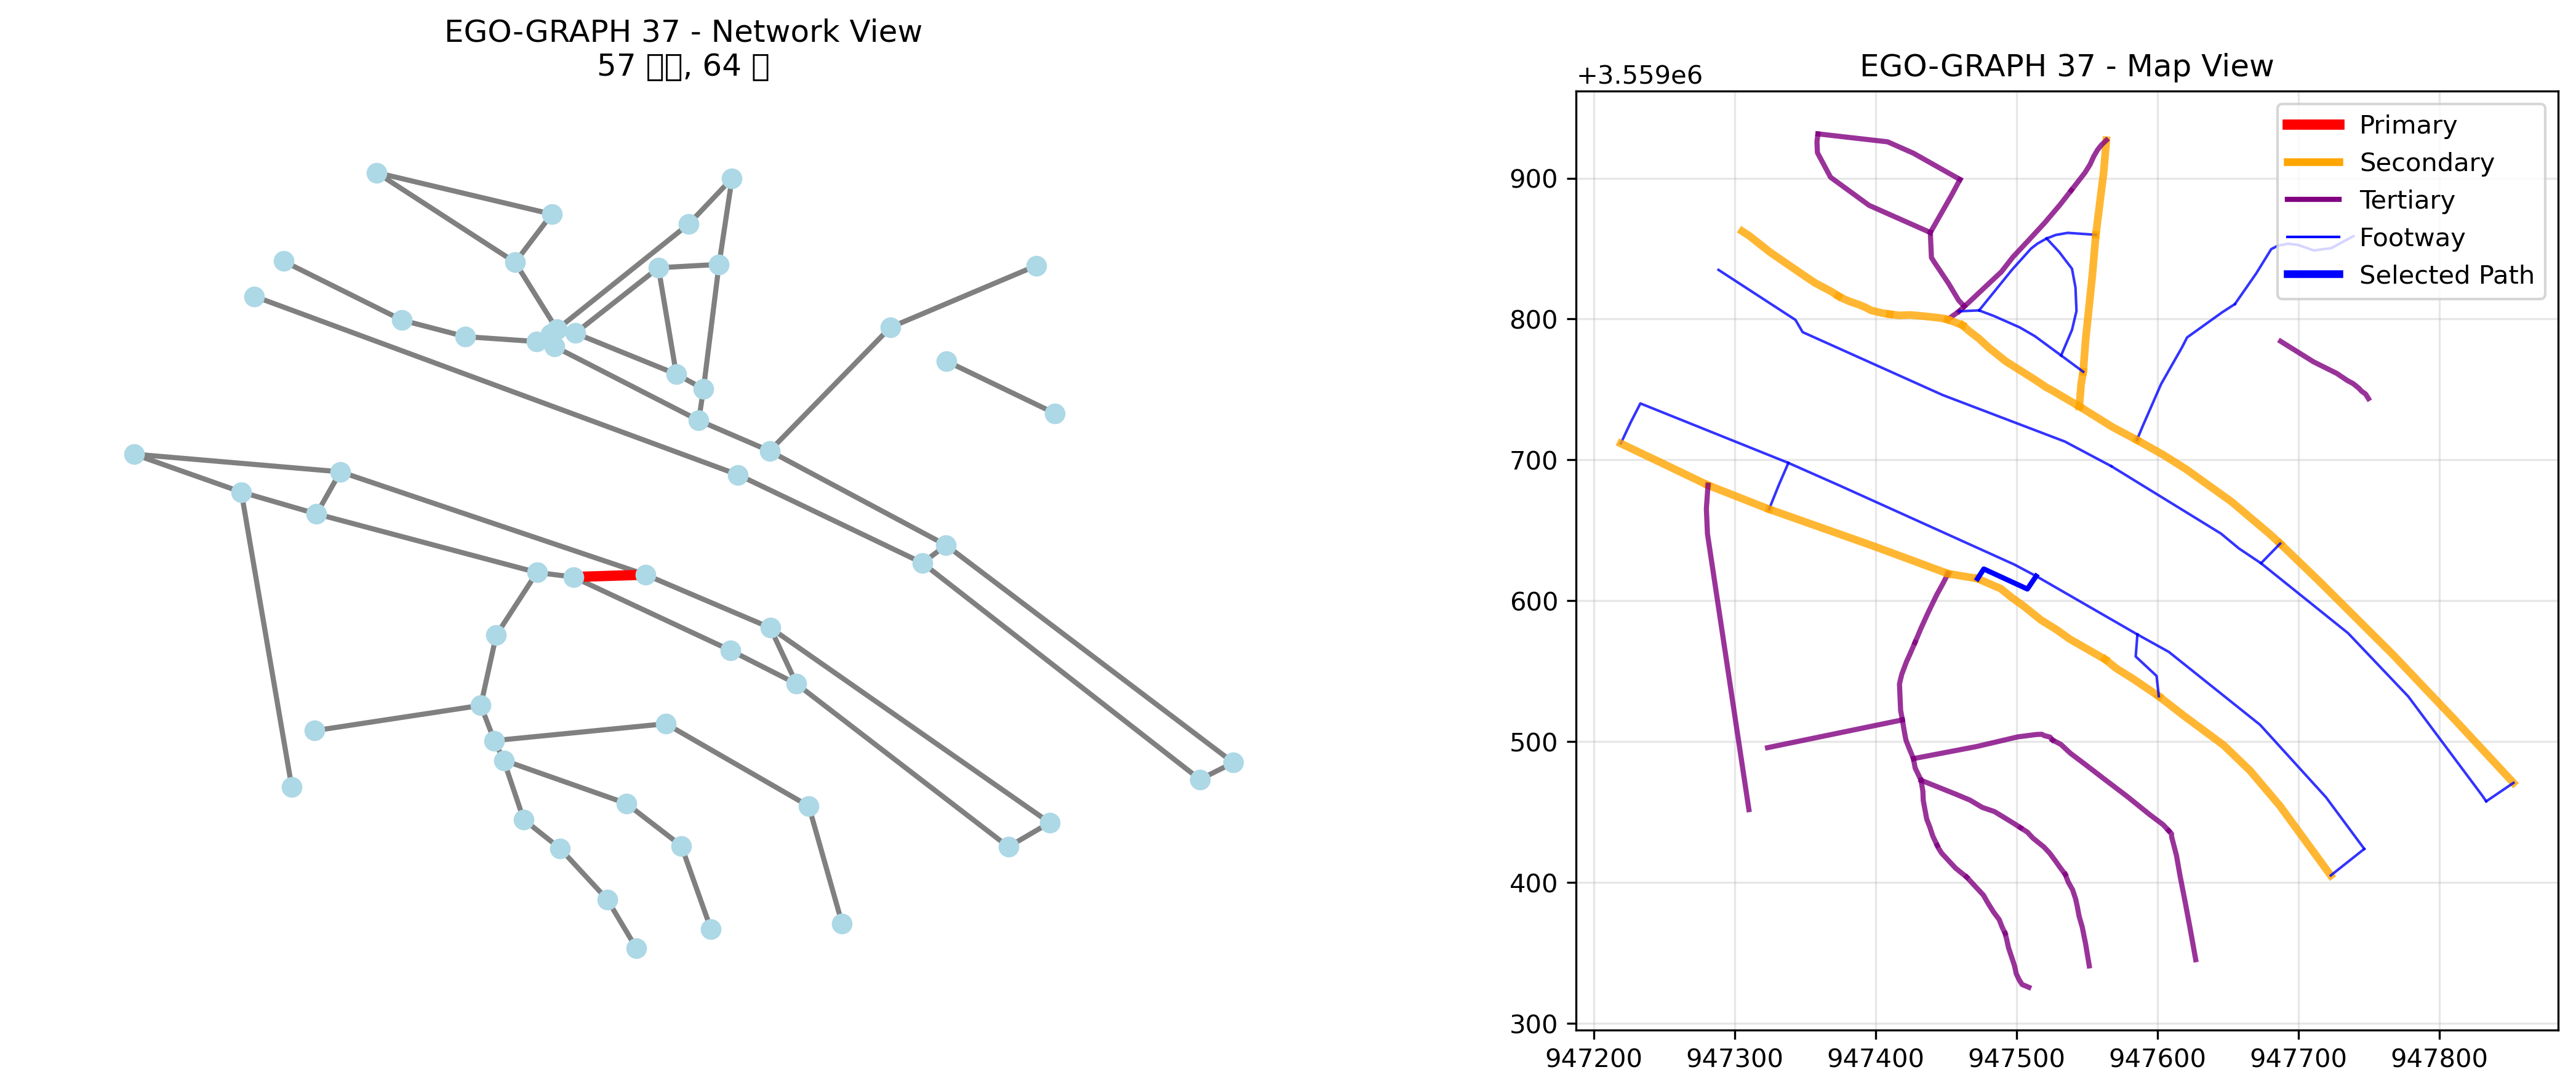 EGO-GRAPH 37 - Network View
57 , 64
EGO-GRAPH 37 - Map View
+3.559e6
Primary
Secondary
Tertiary
Footway
Selected Path
900
800
700
600
500
400
300
947200 947300 947400 947500 947600 947700 947800